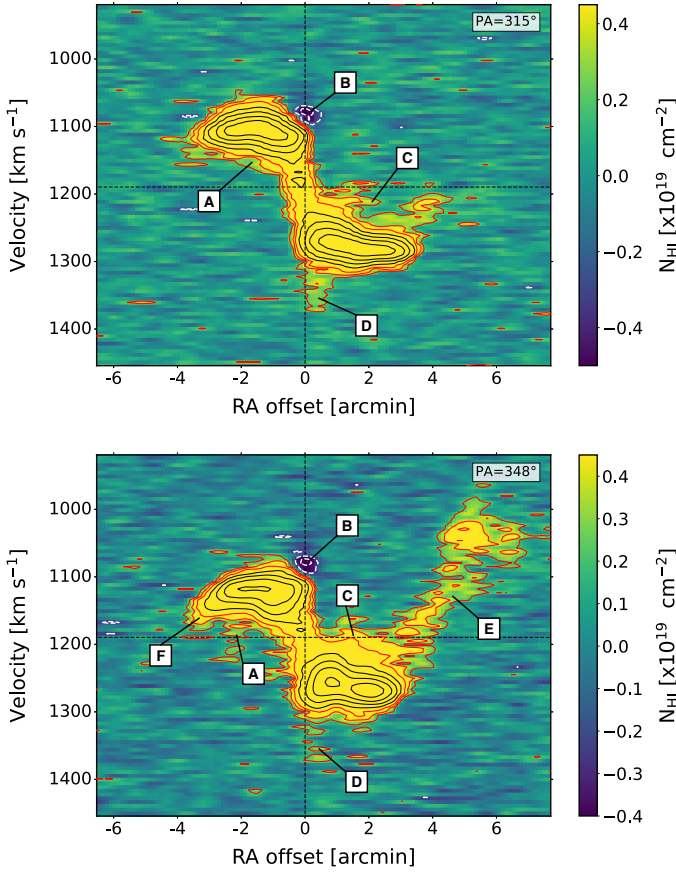 PA=315°
B
C
A
D
1000
1100
1200
1300
1400
Velocity [km s⁻¹]
-6 -4 -2 0 2 4 6
RA offset [arcmin]
0.4
0.2
0.0
−0.2
−0.4
N_HI [x10¹⁹ cm⁻²]
PA=348°
B
C
E
F
A
D
1000
1100
1200
1300
1400
Velocity [km s⁻¹]
-6 -4 -2 0 2 4 6
RA offset [arcmin]
0.4
0.3
0.2
0.1
0.0
−0.1
−0.2
−0.3
−0.4
N_HI [x10¹⁹ cm⁻²]